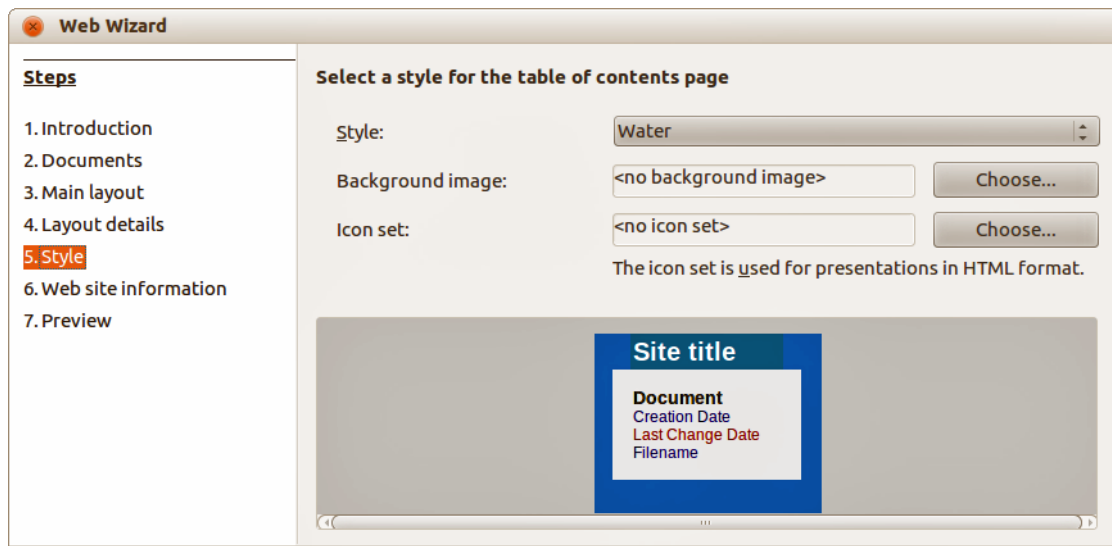 Web Wizard
Steps
1. Introduction
2. Documents
3. Main layout
4. Layout details
5. Style
6. Web site information
7. Preview
Select a style for the table of contents page
Style:
Water
Background image:
<no background image>
Choose...
Icon set:
<no icon set>
Choose...
The icon set is used for presentations in HTML format.
Site title
Document
Creation Date
Last Change Date
Filename